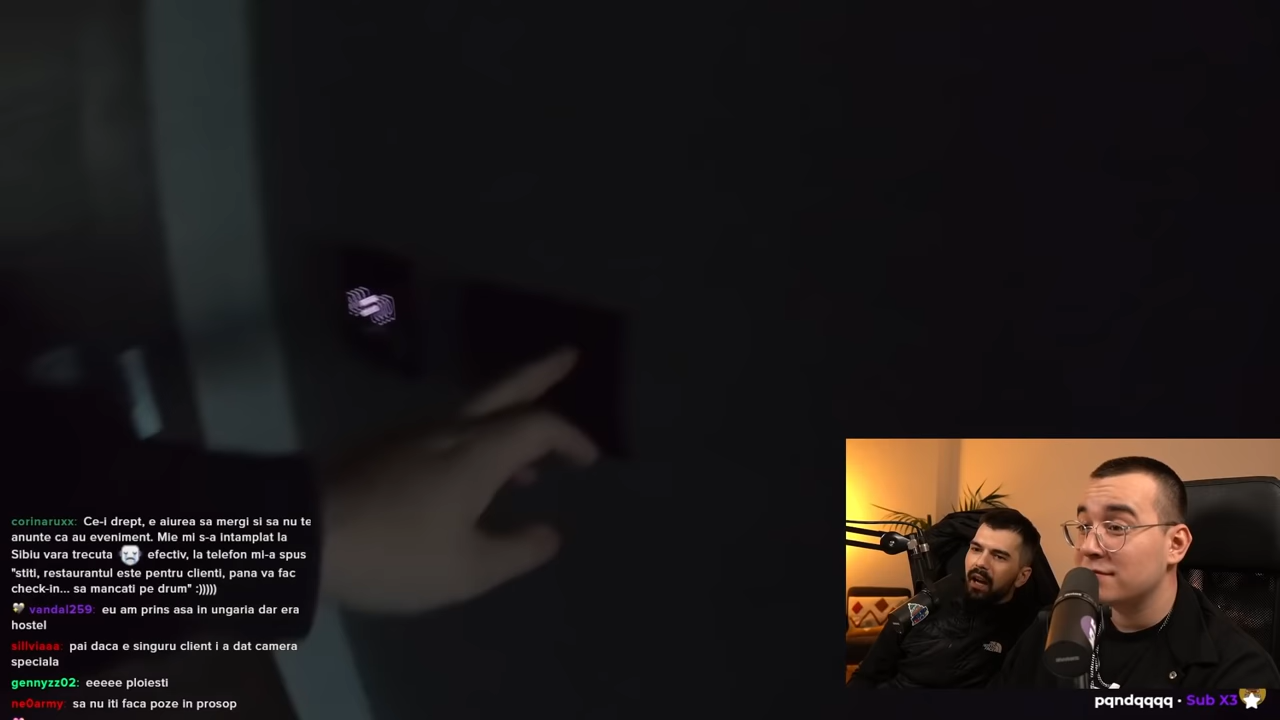 corinaruxx: Ce-i drept, e aiurea sa mergi si sa nu te
anunte ca au eveniment. Mie mi s-a intamplat la
Sibiu vara trecuta efectiv, la telefon mi-a spus
"stiti, restaurantul este pentru clienti, pana va fac
check-in... sa mancati pe drum" :)))))
vandal259: eu am prins asa in ungaria dar era
hostel
sillviaaa: pai daca e singuru client i a dat camera
speciala
gennyzz02: eeeee ploiesti
ne0army: sa nu iti faca poze in prosop
pqndqqqq · Sub X3